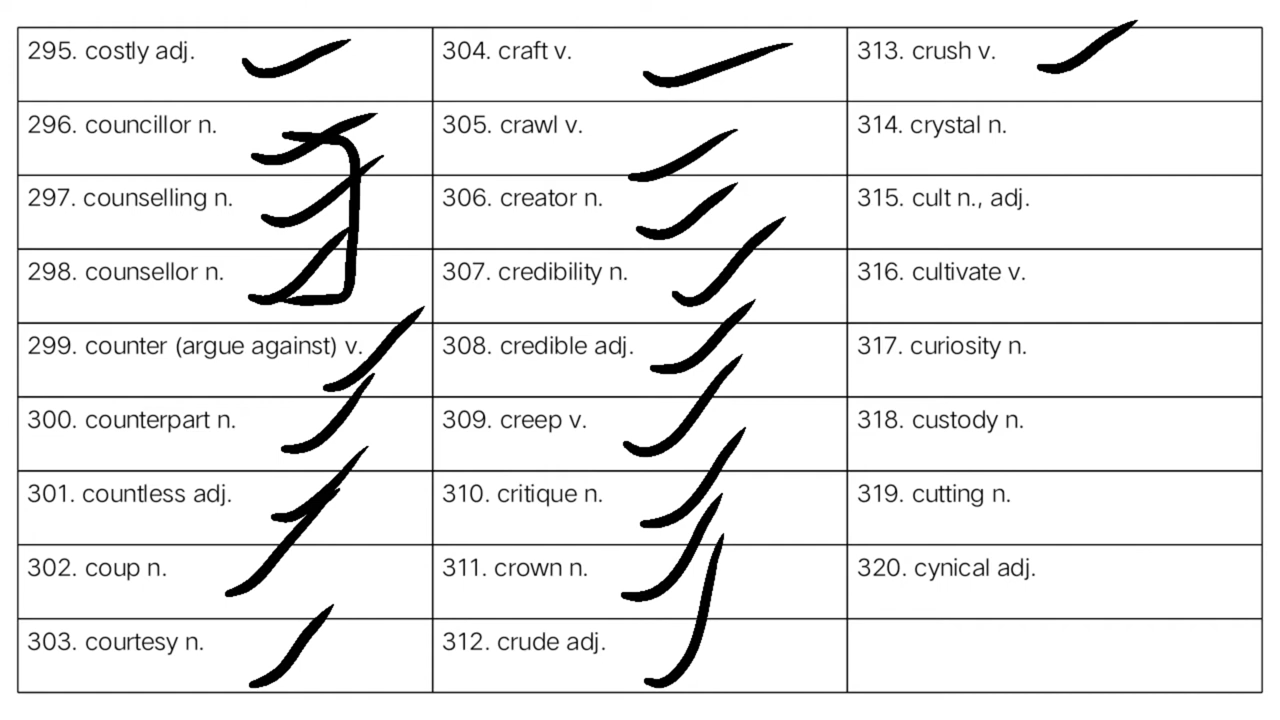 295. costly adj.
296. councillor n.
297. counselling n.
298. counsellor n.
299. counter (argue against) v.
300. counterpart n.
301. countless adj.
302. coup n.
303. courtesy n.
304. craft v.
305. crawl v.
306. creator n.
307. credibility n.
308. credible adj.
309. creep v.
310. critique n.
311. crown n.
312. crude adj.
313. crush v.
314. crystal n.
315. cult n., adj.
316. cultivate v.
317. curiosity n.
318. custody n.
319. cutting n.
320. cynical adj.